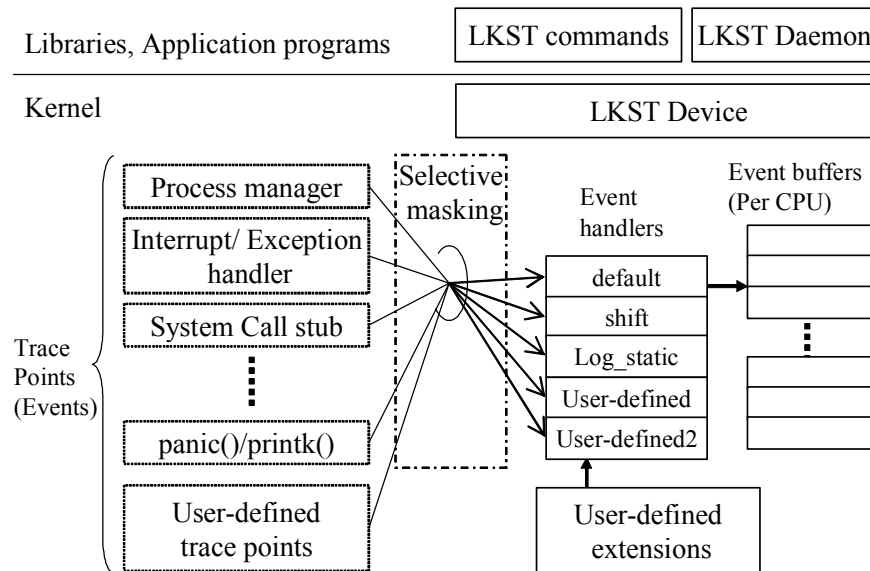 Libraries, Application programs
LKST commands
LKST Daemon
Kernel
LKST Device
Process manager
Interrupt/ Exception
handler
System Call stub
panic()/printk()
User-defined
trace points
Trace
Points
(Events)
Selective
masking
Event
handlers
default
shift
Log_static
User-defined
User-defined2
User-defined
extensions
Event buffers
(Per CPU)